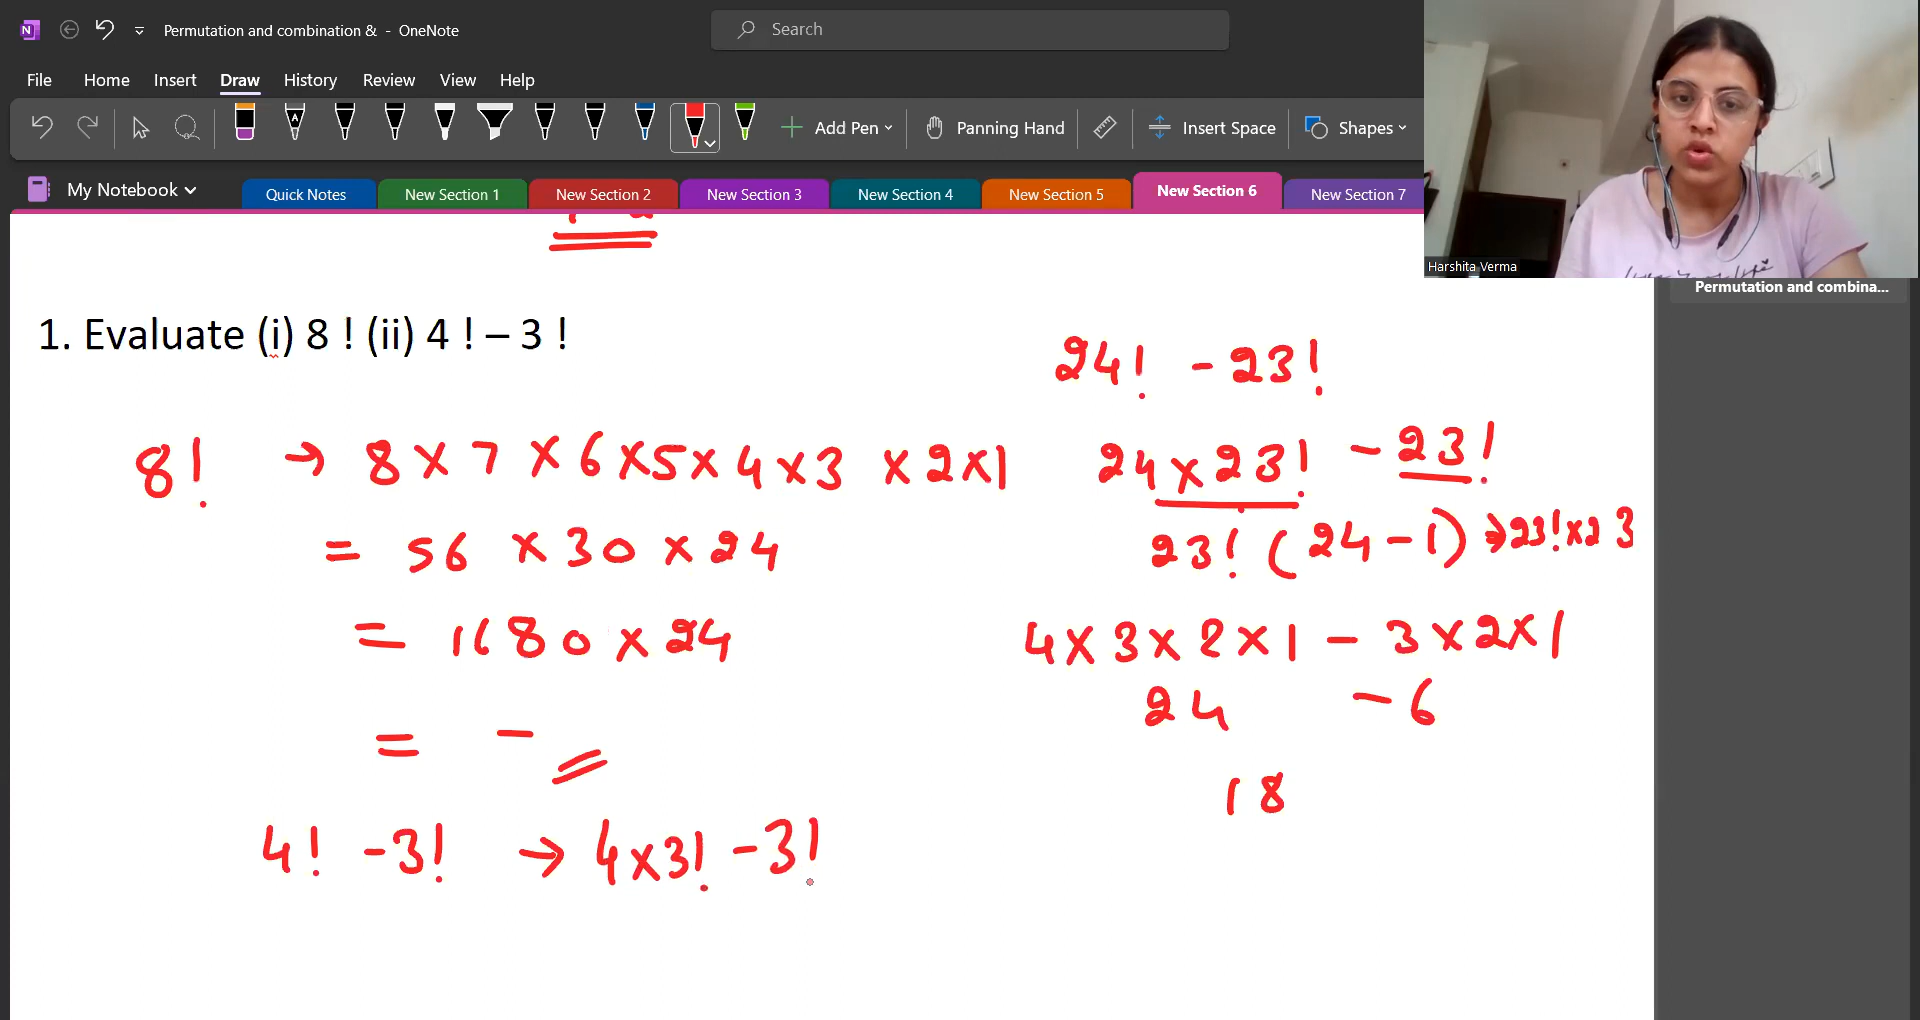 Permutation and combination & - OneNote
Search
File Home Insert Draw History Review View Help
Add Pen Panning Hand Insert Space Shapes
My Notebook Quick Notes New Section 1 New Section 2 New Section 3 New Section 4 New Section 5 New Section 6 New Section 7
Harshita Verma
Permutation and combina...
1. Evaluate (i) 8 ! (ii) 4 ! – 3 !
8! → 8 × 7 × 6 × 5 × 4 × 3 × 2 × 1
= 56 × 30 × 24
= 1680 × 24
= –
4! - 3! → 4 × 3! - 3!
24! - 23!
24 × 23! - 23!
23! (24 - 1) → 23! × 23
4 × 3 × 2 × 1 - 3 × 2 × 1
24 - 6
18